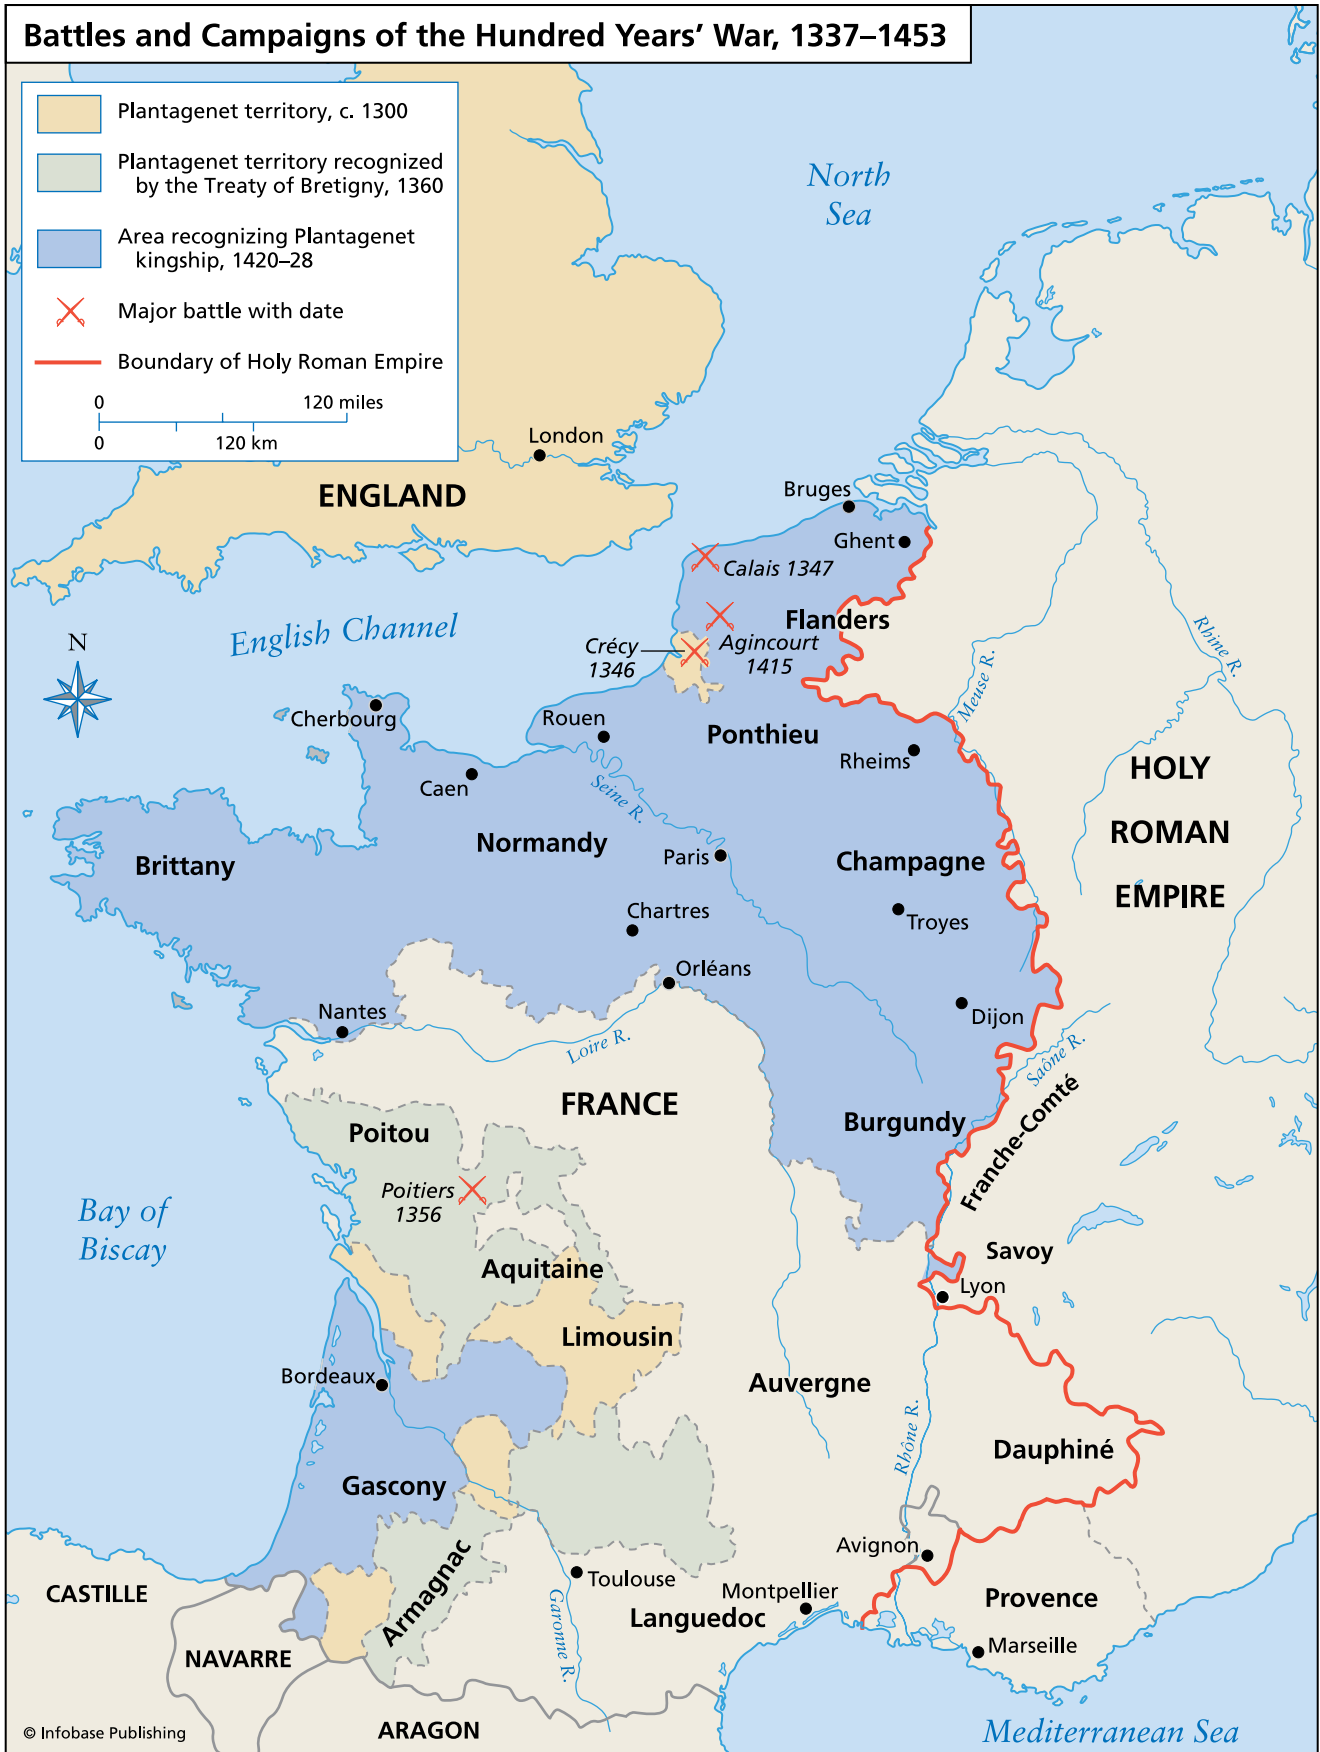 Battles and Campaigns of the Hundred Years’ War, 1337–1453
Plantagenet territory, c. 1300
Plantagenet territory recognized
by the Treaty of Bretigny, 1360
Area recognizing Plantagenet
kingship, 1420–28
Major battle with date
Boundary of Holy Roman Empire
0 120 miles
0 120 km
North
Sea
London
ENGLAND
Bruges
Ghent
Calais 1347
Flanders
English Channel
Crécy
1346
Agincourt
1415
N
Rhine R.
Meuse R.
Cherbourg
Rouen
Ponthieu
Rheims
Caen
Seine R.
HOLY
ROMAN
EMPIRE
Normandy
Brittany
Paris
Champagne
Chartres
Troyes
Orléans
Nantes
Dijon
Loire R.
Saône R.
FRANCE
Poitou
Burgundy
Franche-Comté
Poitiers
1356
Bay of
Biscay
Savoy
Aquitaine
Lyon
Limousin
Bordeaux
Auvergne
Rhône R.
Dauphiné
Gascony
Avignon
Armagnac
Toulouse
Montpellier
CASTILLE
Languedoc
Provence
Garonne R.
NAVARRE
Marseille
© Infobase Publishing
ARAGON
Mediterranean Sea